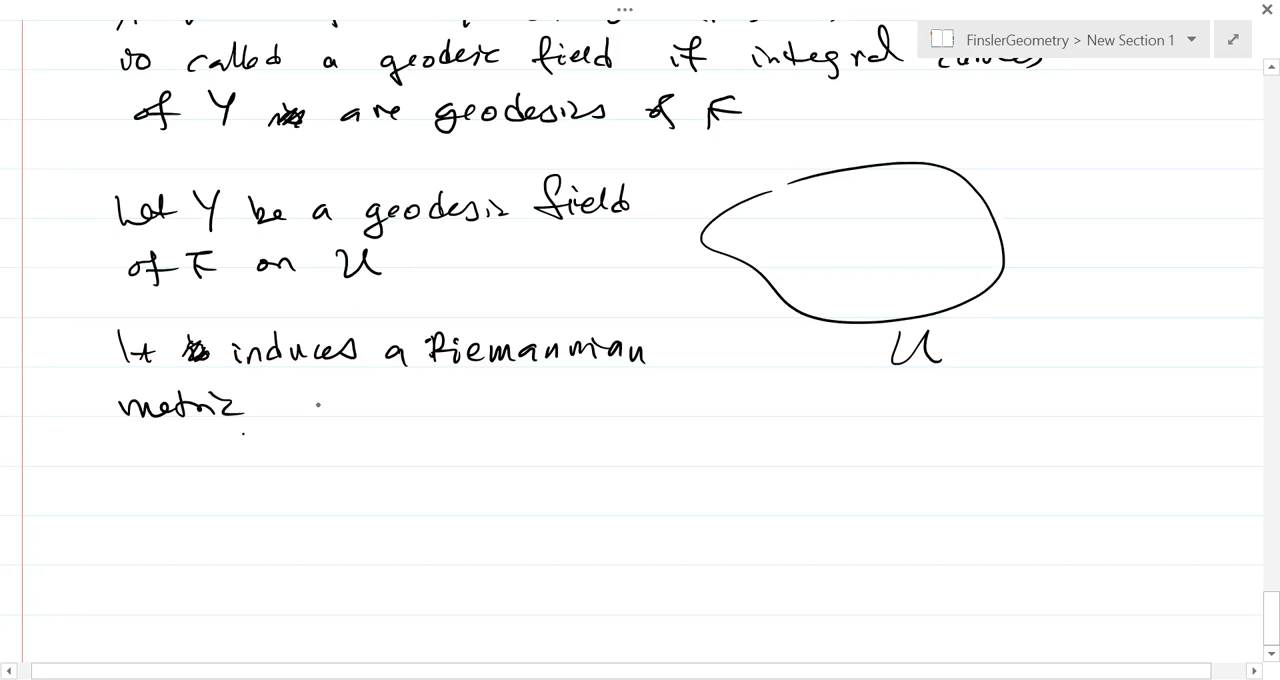 FinslerGeometry > New Section 1
is called a geodesic field if integral
of Y are geodesics of F
Let Y be a geodesic field
of F on U
It induces a Riemannian
metric
U